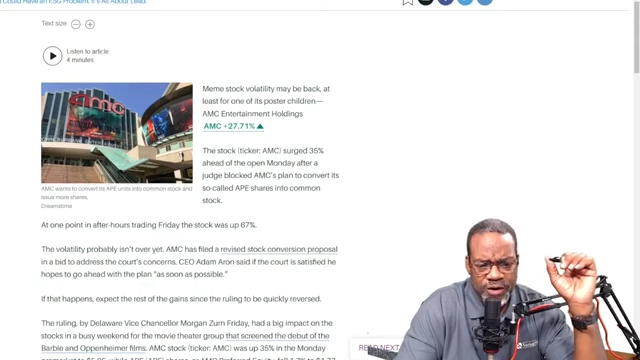 d Could Have an ESG Problem. It's All About Lead.
Text size
Listen to article
4 minutes
amc
AMC wants to convert its APE units into common stock and
issue more shares.
Dreamstime
Meme stock volatility may be back, at
least for one of its poster children—
AMC Entertainment Holdings
AMC +27.71%
The stock (ticker: AMC) surged 35%
ahead of the open Monday after a
judge blocked AMC's plan to convert its
so-called APE shares into common
stock.
At one point in after-hours trading Friday the stock was up 67%.
The volatility probably isn't over yet. AMC has filed a revised stock conversion proposal
in a bid to address the court's concerns. CEO Adam Aron said if the court is satisfied he
hopes to go ahead with the plan "as soon as possible."
If that happens, expect the rest of the gains since the ruling to be quickly reversed.
The ruling, by Delaware Vice Chancellor Morgan Zurn Friday, had a big impact on the
stocks in a busy weekend for the movie theater group that screened the debut of the
Barbie and Oppenheimer films. AMC stock was up 35% in the Monday
READ NEXT